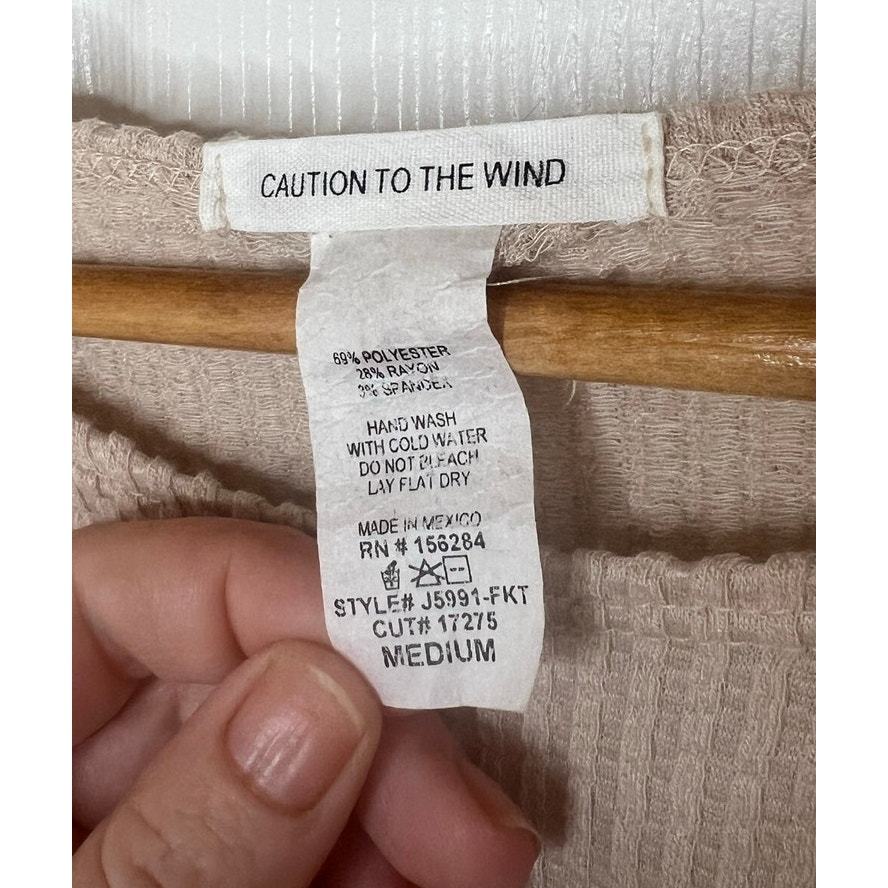 CAUTION TO THE WIND
69% POLYESTER
28% RAYON
3% SPANDEX
HAND WASH
WITH COLD WATER
DO NOT BLEACH
LAY FLAT DRY
MADE IN MEXICO
RN # 156284
STYLE# J5991-FKT
CUT# 17275
MEDIUM